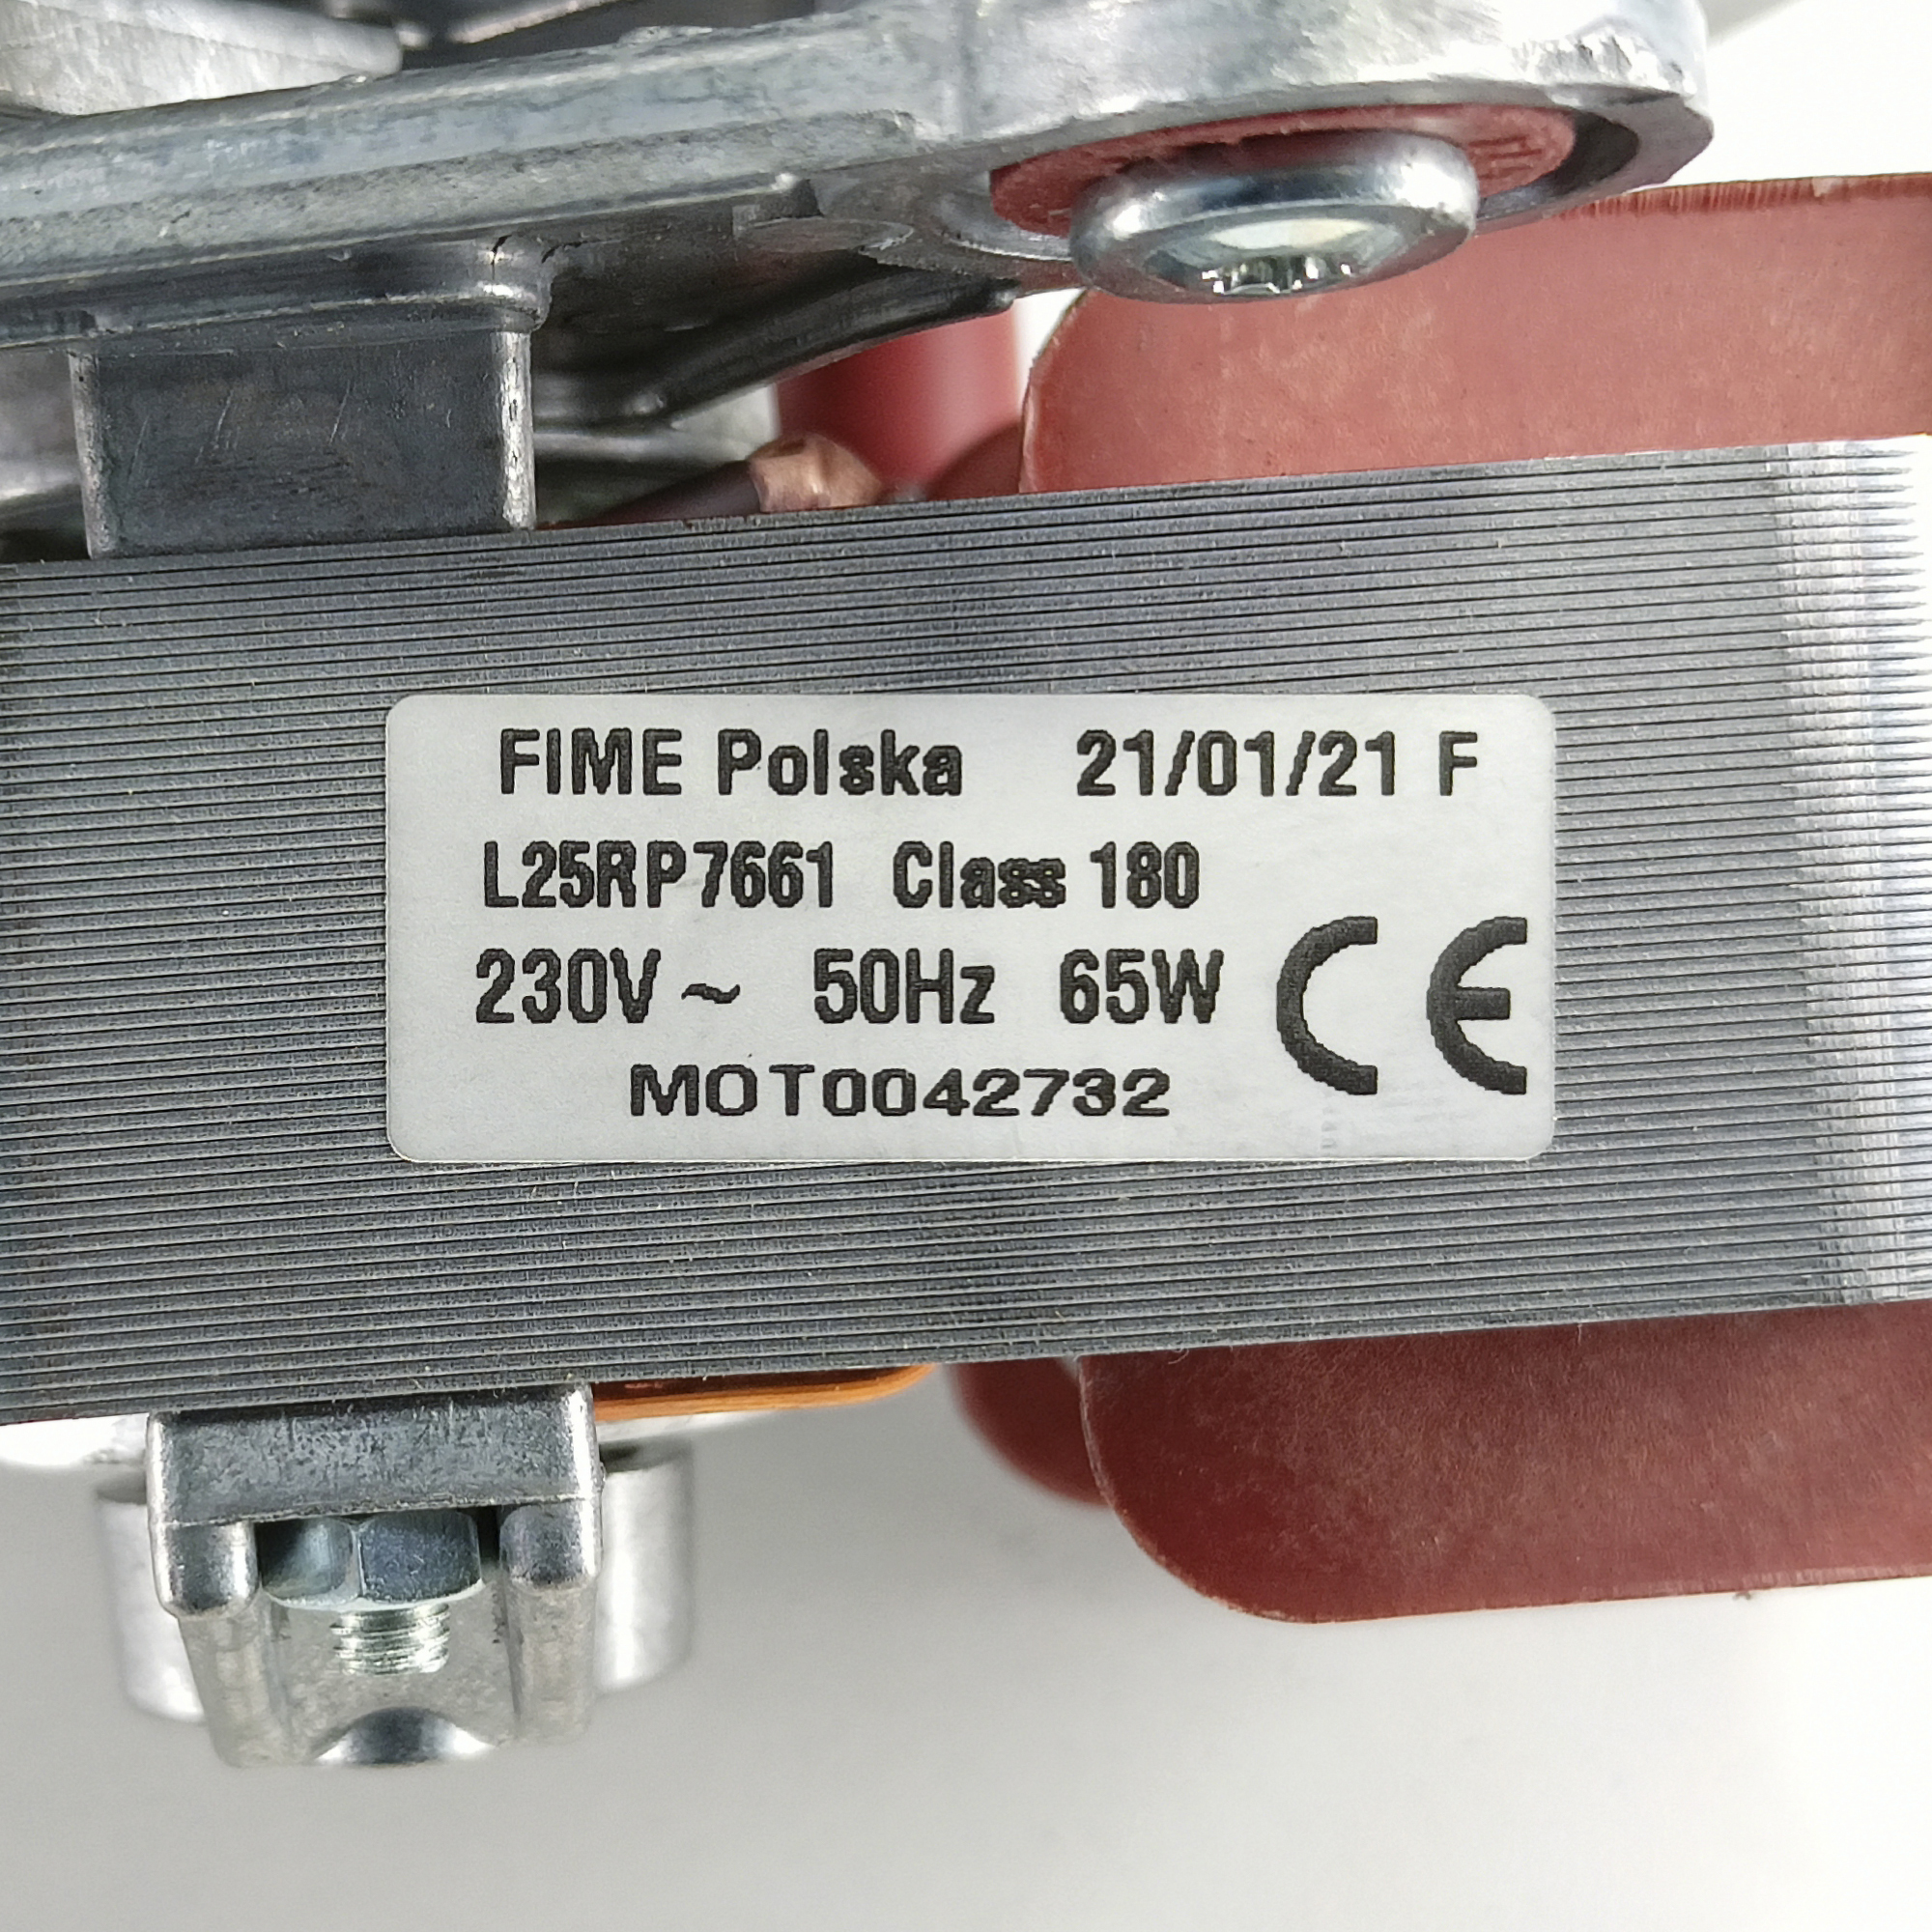 FIME Polska 21/01/21 F
L25RP7661 Class 180
230V~ 50Hz 65W CE
MOT0042732